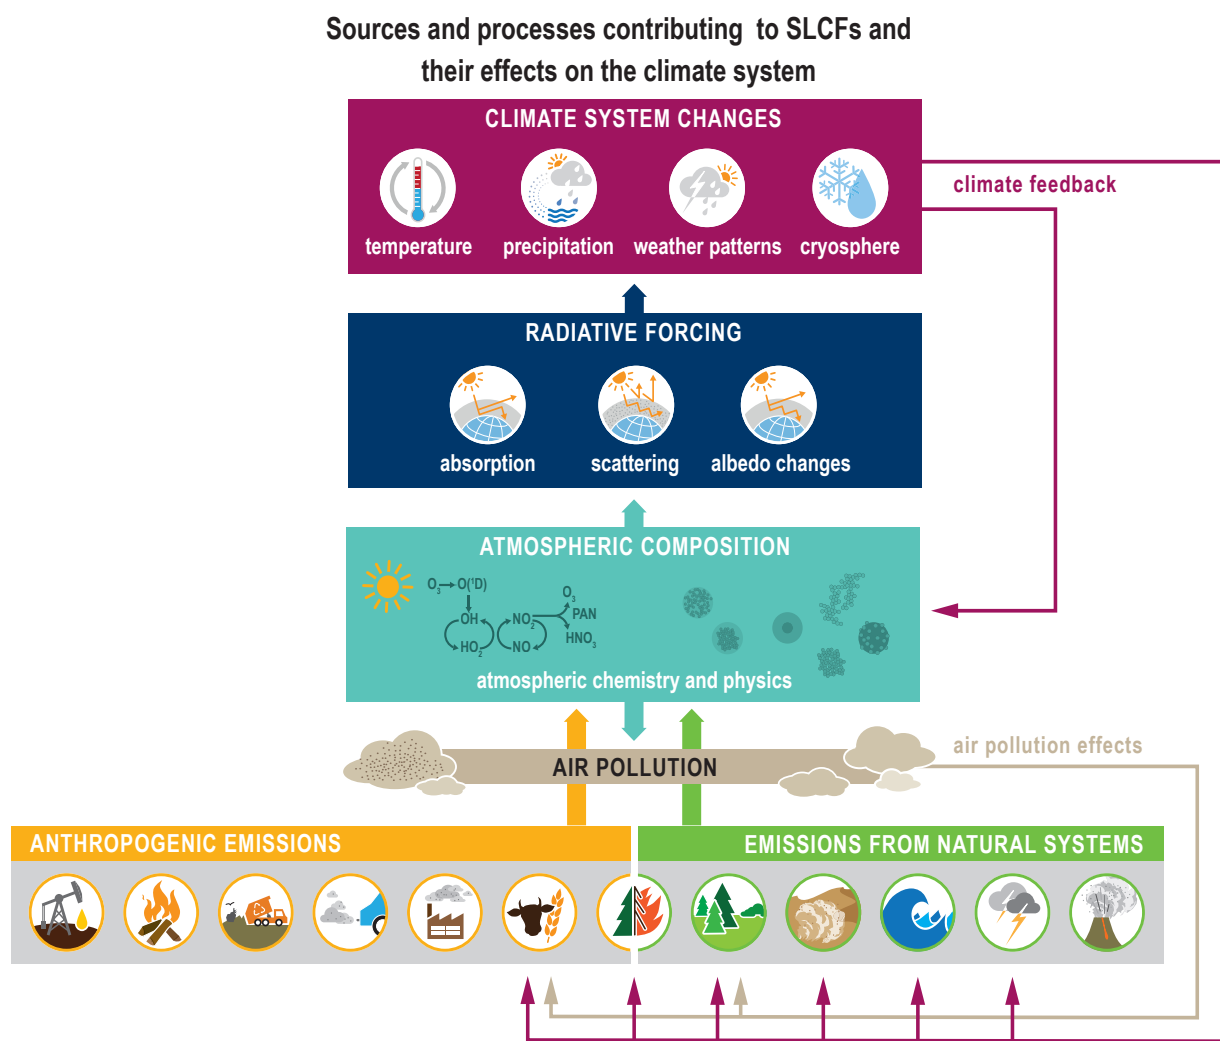 Sources and processes contributing to SLCFs and
their effects on the climate system
CLIMATE SYSTEM CHANGES
temperature
precipitation
weather patterns
cryosphere
climate feedback
RADIATIVE FORCING
absorption
scattering
albedo changes
ATMOSPHERIC COMPOSITION
O₃
O(¹D)
OH
HO₂
NO₂
NO
O₃
PAN
HNO₃
atmospheric chemistry and physics
AIR POLLUTION
air pollution effects
ANTHROPOGENIC EMISSIONS
EMISSIONS FROM NATURAL SYSTEMS